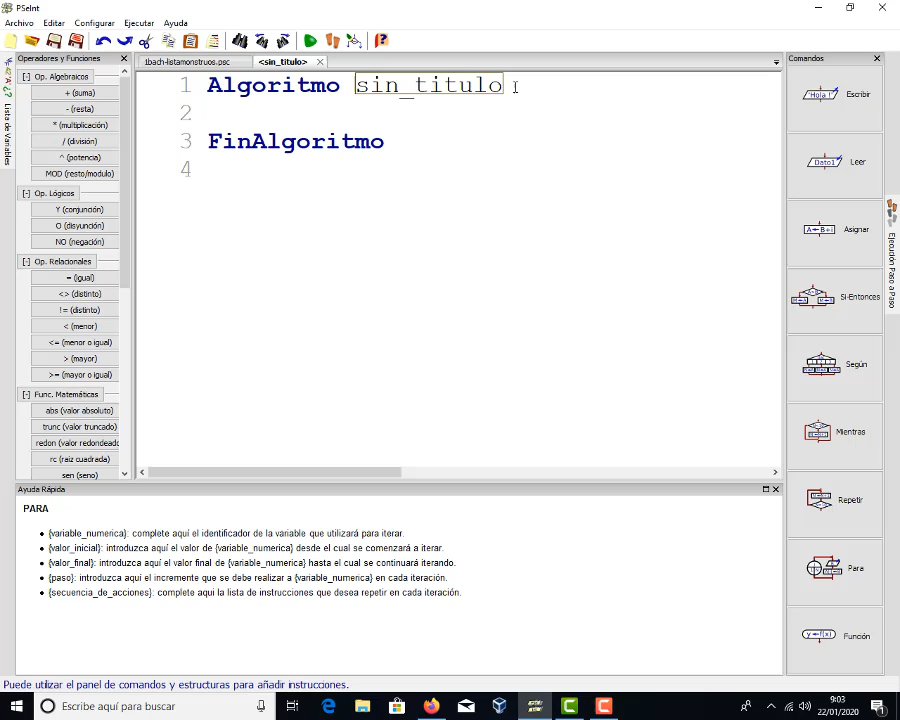 PSeInt
Archivo Editar Configurar Ejecutar Ayuda
Operadores y Funciones
1bach-listamonstruos.psc <sin_titulo>
Comandos
Lista de Variables
[-] Op. Algebraicos
+ (suma)
- (resta)
* (multiplicación)
/ (división)
^ (potencia)
MOD (resto/modulo)
[-] Op. Lógicos
Y (conjunción)
O (disyunción)
NO (negación)
[-] Op. Relacionales
= (igual)
<> (distinto)
!= (distinto)
< (menor)
<= (menor o igual)
> (mayor)
>= (mayor o igual)
[-] Func. Matemáticas
abs (valor absoluto)
trunc (valor truncado)
redon (valor redondeado
rc (raíz cuadrada)
sen (seno)
1 Algoritmo sin_titulo
2
3 FinAlgoritmo
4
'Hola !' Escribir
Dato1 Leer
A←B+i Asignar
Si-Entonces
Según
Mientras
Repetir
Para
y←f(x) Función
Ejecución Paso a Paso
Ayuda Rápida
PARA
{variable_numerica}: complete aquí el identificador de la variable que utilizará para iterar.
{valor_inicial}: introduzca aquí el valor de {variable_numerica} desde el cual se comenzará a iterar.
{valor_final}: introduzca aquí el valor final de {variable_numerica} hasta el cual se continuará iterando.
{paso}: introduzca aquí el incremento que se debe realizar a {variable_numerica} en cada iteración.
{secuencia_de_acciones}: complete aqui la lista de instrucciones que desea repetir en cada iteración.
Puede utilizar el panel de comandos y estructuras para añadir instrucciones.
Escribe aquí para buscar
9:03
22/01/2020
1